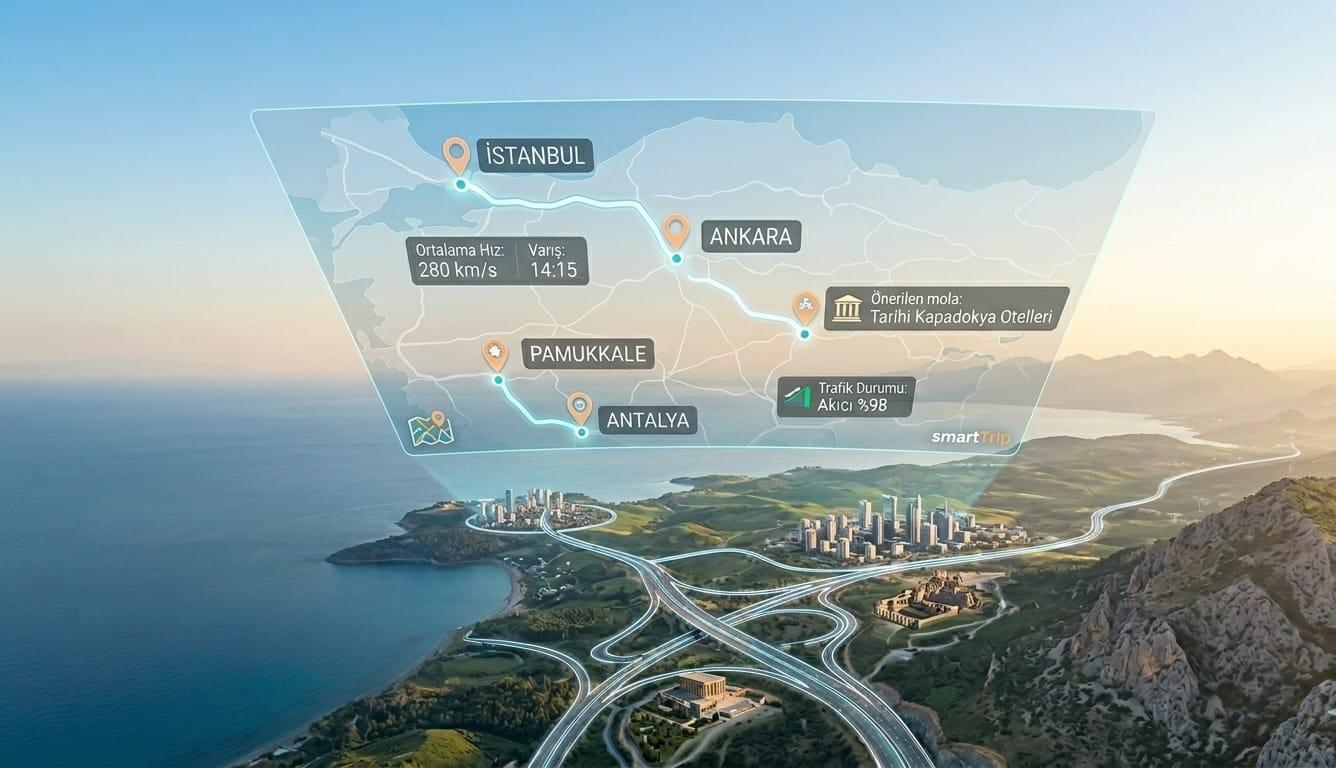 İSTANBUL
ANKARA
Ortalama Hız:
280 km/s
Varış:
14:15
Önerilen mola:
Tarihi Kapadokya Otelleri
PAMUKKALE
Trafik Durumu:
Akıcı %98
ANTALYA
smartTrip